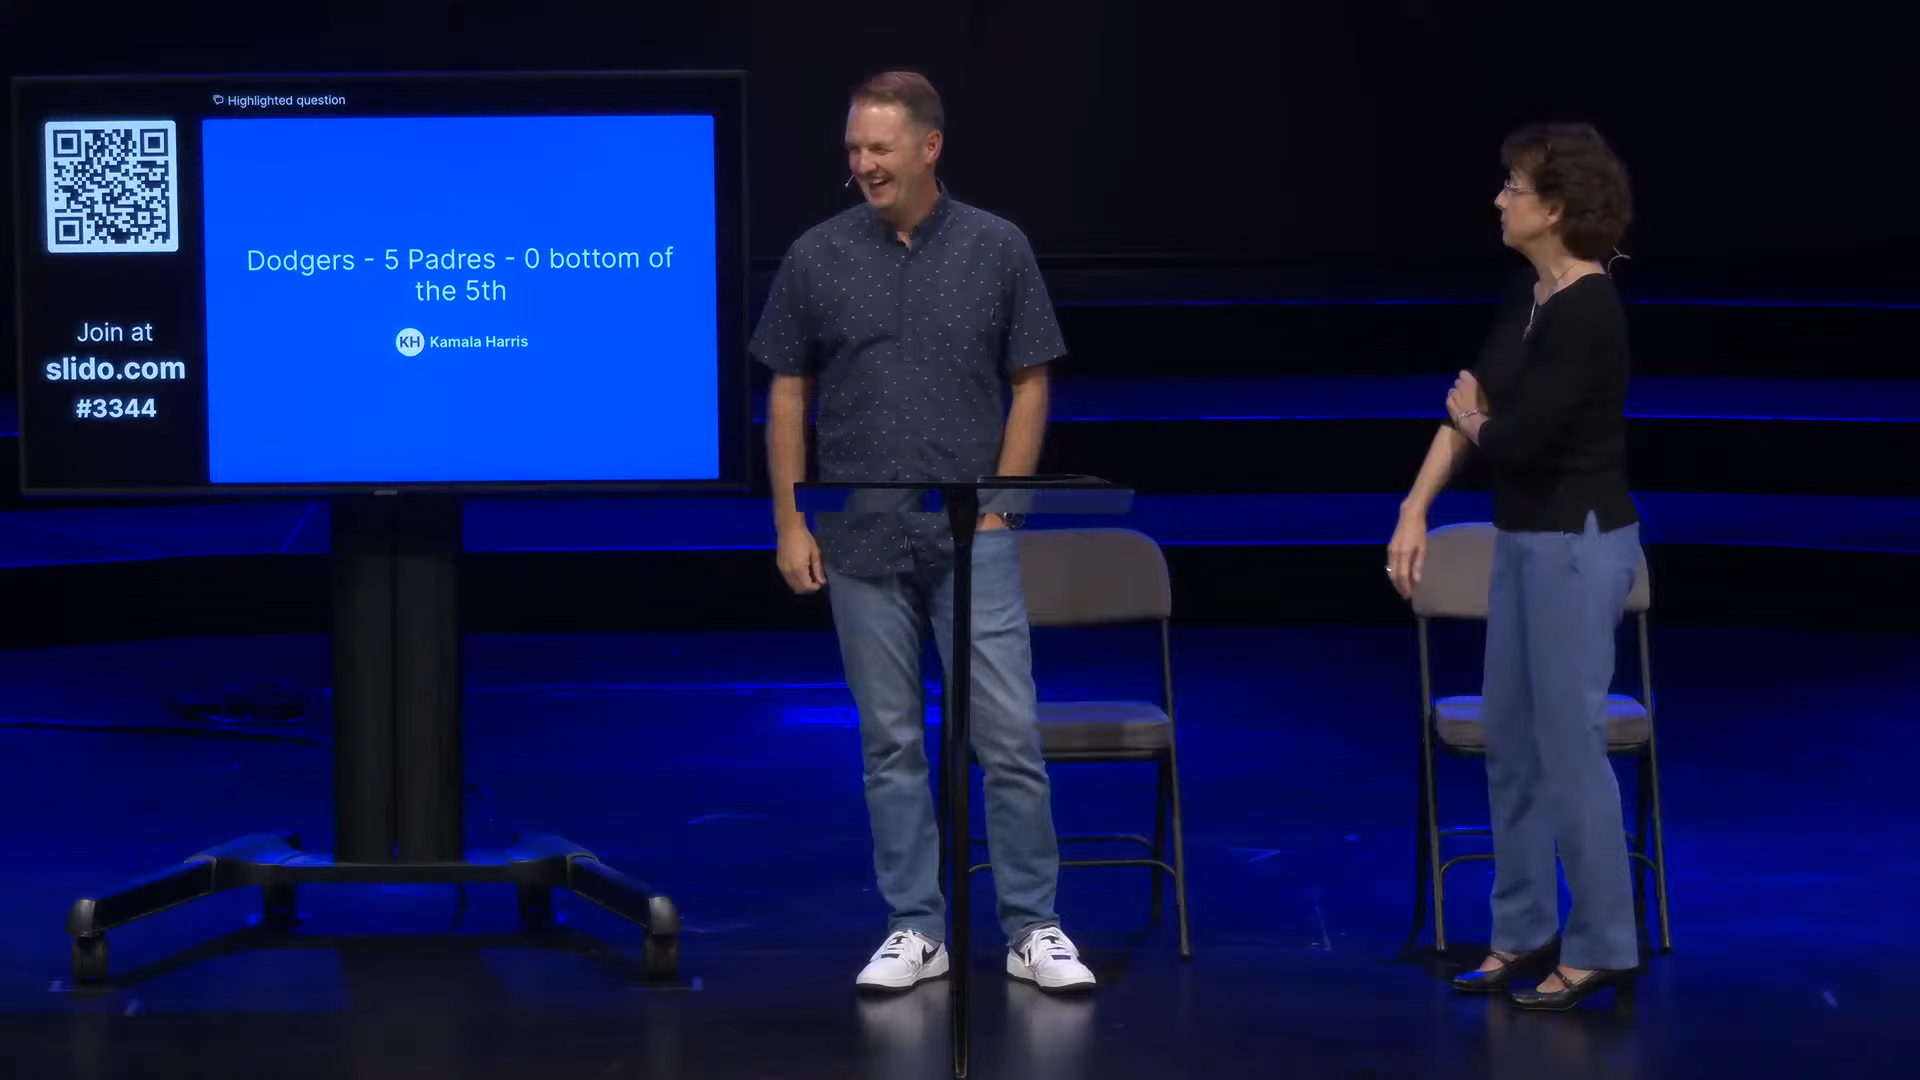 Highlighted question
Dodgers - 5 Padres - 0 bottom of
the 5th
KH Kamala Harris
Join at
slido.com
#3344